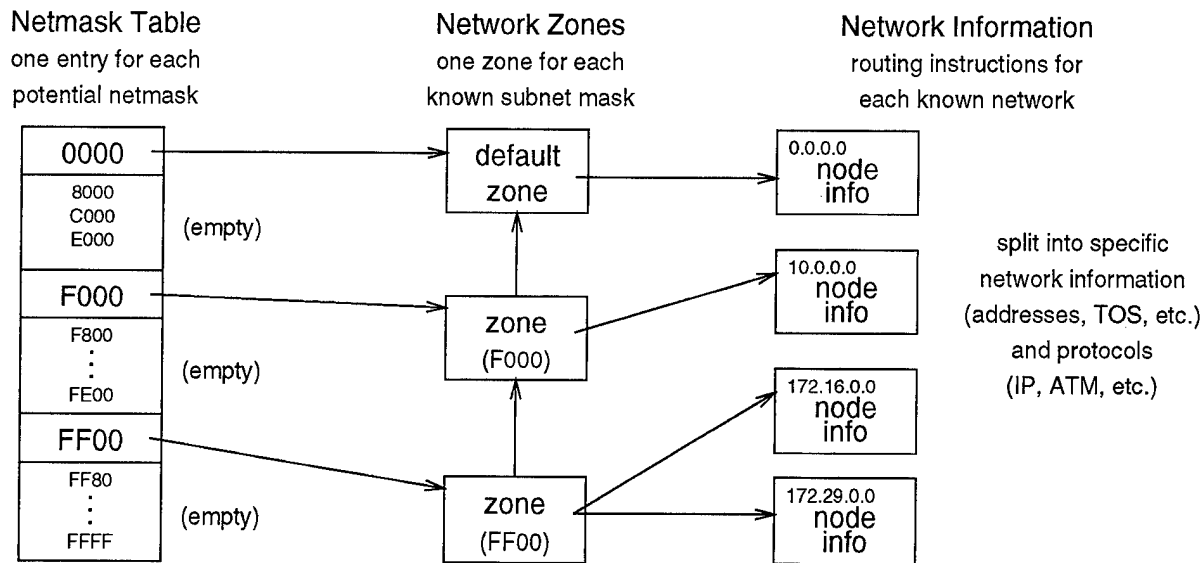 Netmask Table
one entry for each
potential netmask
0000
8000
C000
E000
(empty)
F000
F800
.
.
.
FE00
(empty)
FF00
FF80
.
.
.
FFFF
(empty)
Network Zones
one zone for each
known subnet mask
default
zone
zone
(F000)
zone
(FF00)
Network Information
routing instructions for
each known network
0.0.0.0
node
info
10.0.0.0
node
info
172.16.0.0
node
info
172.29.0.0
node
info
split into specific
network information
(addresses, TOS, etc.)
and protocols
(IP, ATM, etc.)